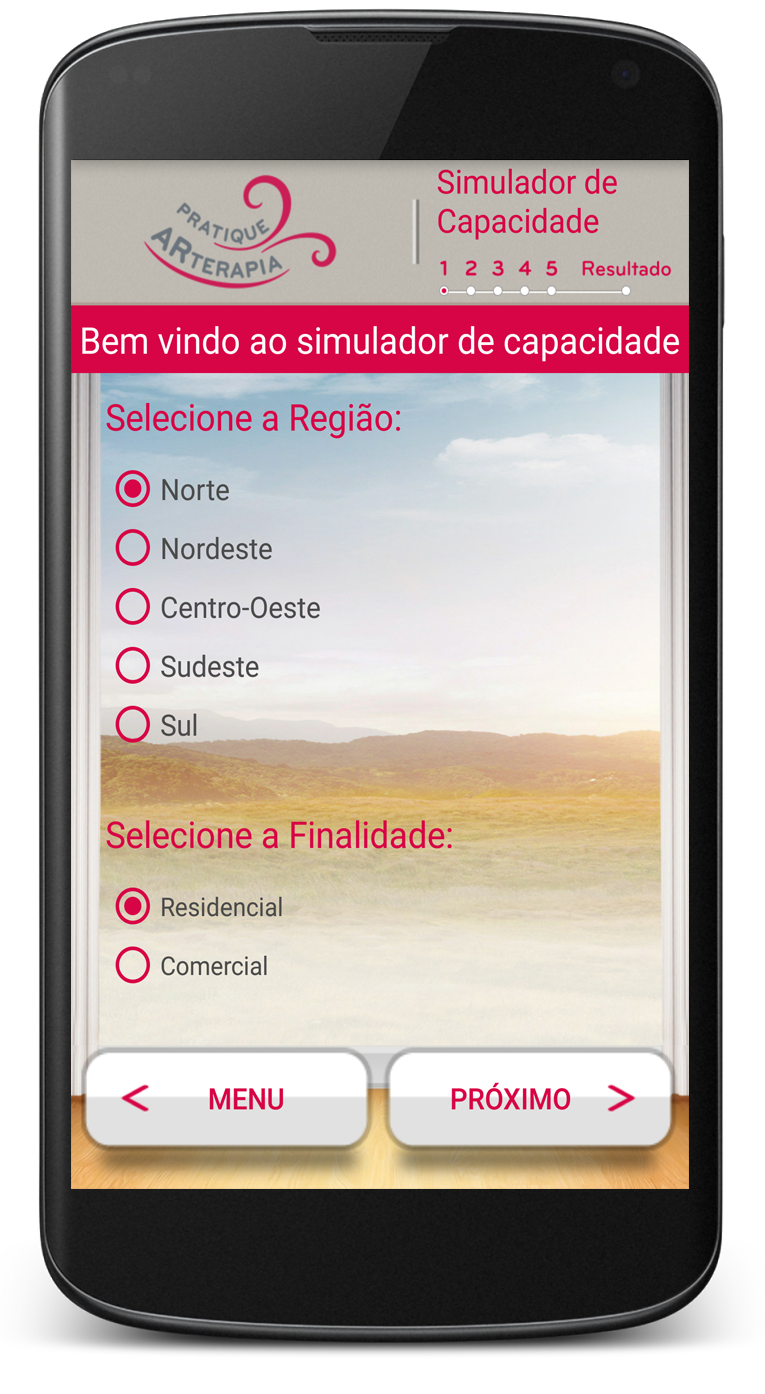 PRATIQUE
ARTERAPIA
Simulador de
Capacidade
1 2 3 4 5 Resultado
Bem vindo ao simulador de capacidade
Selecione a Região:
Norte
Nordeste
Centro-Oeste
Sudeste
Sul
Selecione a Finalidade:
Residencial
Comercial
< MENU
PRÓXIMO >